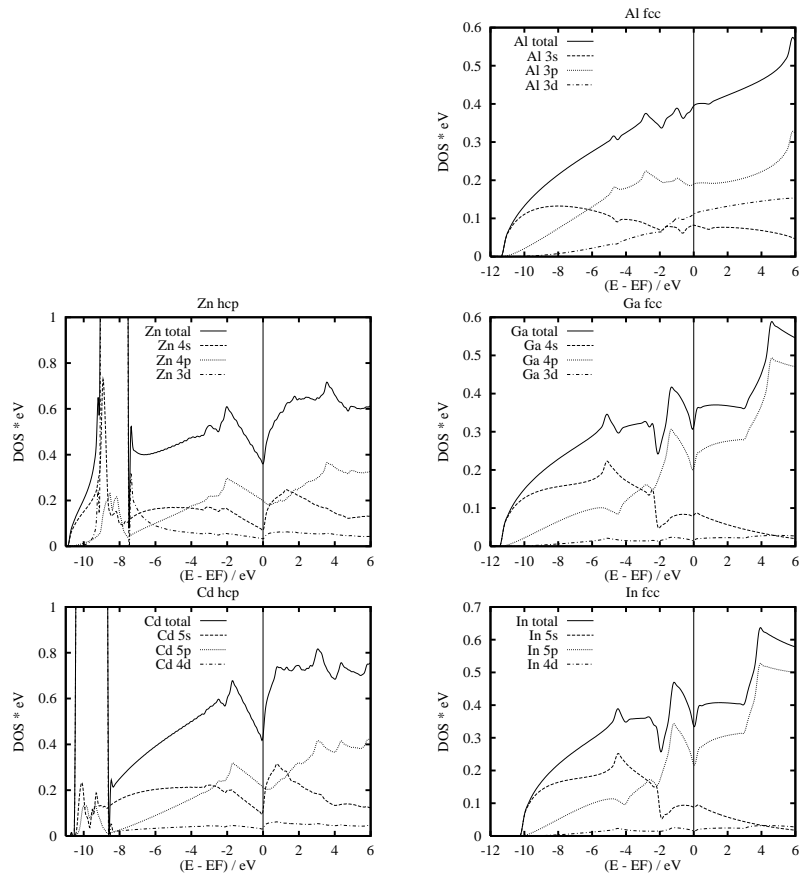 Al fcc
Al total
Al 3s
Al 3p
Al 3d
DOS * eV
0.6
0.5
0.4
0.3
0.2
0.1
0
-12 -10 -8 -6 -4 -2 0 2 4 6
(E - EF) / eV
Zn hcp
Zn total
Zn 4s
Zn 4p
Zn 3d
DOS * eV
1
0.8
0.6
0.4
0.2
0
-10 -8 -6 -4 -2 0 2 4 6
(E - EF) / eV
Ga fcc
Ga total
Ga 4s
Ga 4p
Ga 3d
DOS * eV
0.6
0.5
0.4
0.3
0.2
0.1
0
-12 -10 -8 -6 -4 -2 0 2 4 6
(E - EF) / eV
Cd hcp
Cd total
Cd 5s
Cd 5p
Cd 4d
DOS * eV
1
0.8
0.6
0.4
0.2
0
-10 -8 -6 -4 -2 0 2 4 6
(E - EF) / eV
In fcc
In total
In 5s
In 5p
In 4d
DOS * eV
0.7
0.6
0.5
0.4
0.3
0.2
0.1
0
-12 -10 -8 -6 -4 -2 0 2 4 6
(E - EF) / eV